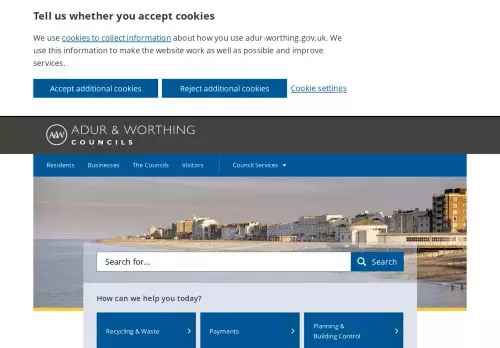 Tell us whether you accept cookies
We use cookies to collect information about how you use adur-worthing.gov.uk. We
use this information to make the website work as well as possible and improve
services.
Accept additional cookies
Reject additional cookies
Cookie settings
A&W
ADUR & WORTHING
COUNCILS
Residents
Businesses
The Councils
Visitors
Council Services
Search for...
Search
How can we help you today?
Recycling & Waste
Payments
Planning &
Building Control